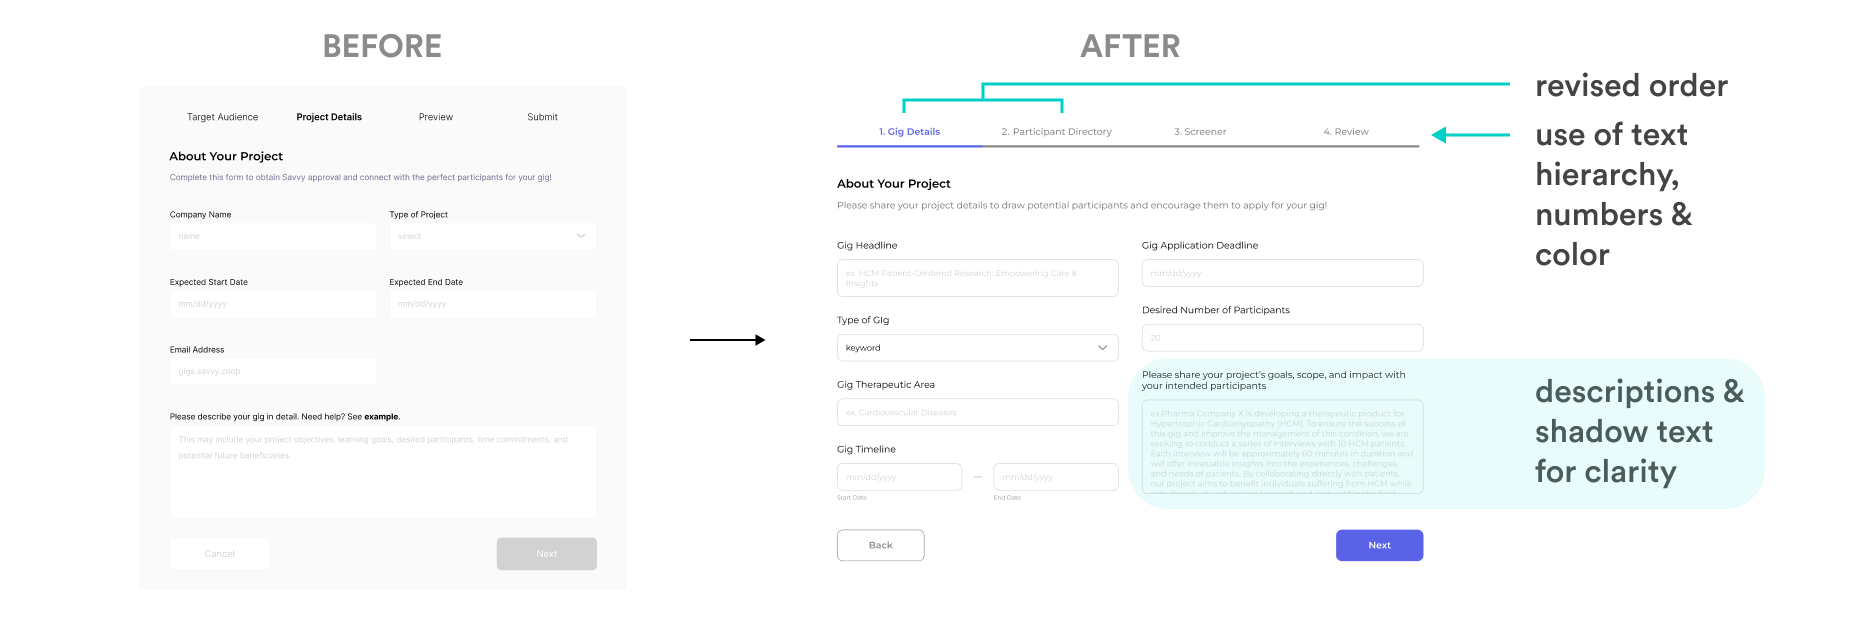 BEFORE
Target Audience
Project Details
Preview
Submit
About Your Project
Complete this form to obtain Savvy approval and connect with the perfect participants for your gig!
Company Name
name
Type of Project
select
Expected Start Date
mm/dd/yyyy
Expected End Date
mm/dd/yyyy
Email Address
gigs.savvy.coop
Please describe your gig in detail. Need help? See example.
This may include your project objectives, learning goals, desired participants, time commitments, and
potential future beneficiaries.
Cancel
Next
AFTER
1. Gig Details
2. Participant Directory
3. Screener
4. Review
About Your Project
Please share your project details to draw potential participants and encourage them to apply for your gig!
Gig Headline
ex. HCM Patient-Centered Research: Empowering Care &
Insights
Type of GIg
keyword
Gig Therapeutic Area
ex. Cardiovascular Diseases
Gig Timeline
mm/dd/yyyy
—
mm/dd/yyyy
Start Date
End Date
Gig Application Deadline
mm/dd/yyyy
Desired Number of Participants
20
Please share your project's goals, scope, and impact with
your intended participants
ex.Pharma Company X is developing a therapeutic product for
Hypertrophic Cardiomyopathy (HCM). To ensure the success of
this gig and improve the management of this condition, we are
seeking to conduct a series of interviews with 10 HCM patients.
Each interview will be approximately 60 minutes in duration and
will offer invaluable insights into the experiences, challenges,
and needs of patients. By collaborating directly with patients,
our project aims to benefit individuals suffering from HCM while
Back
Next
revised order
use of text
hierarchy,
numbers &
color
descriptions &
shadow text
for clarity